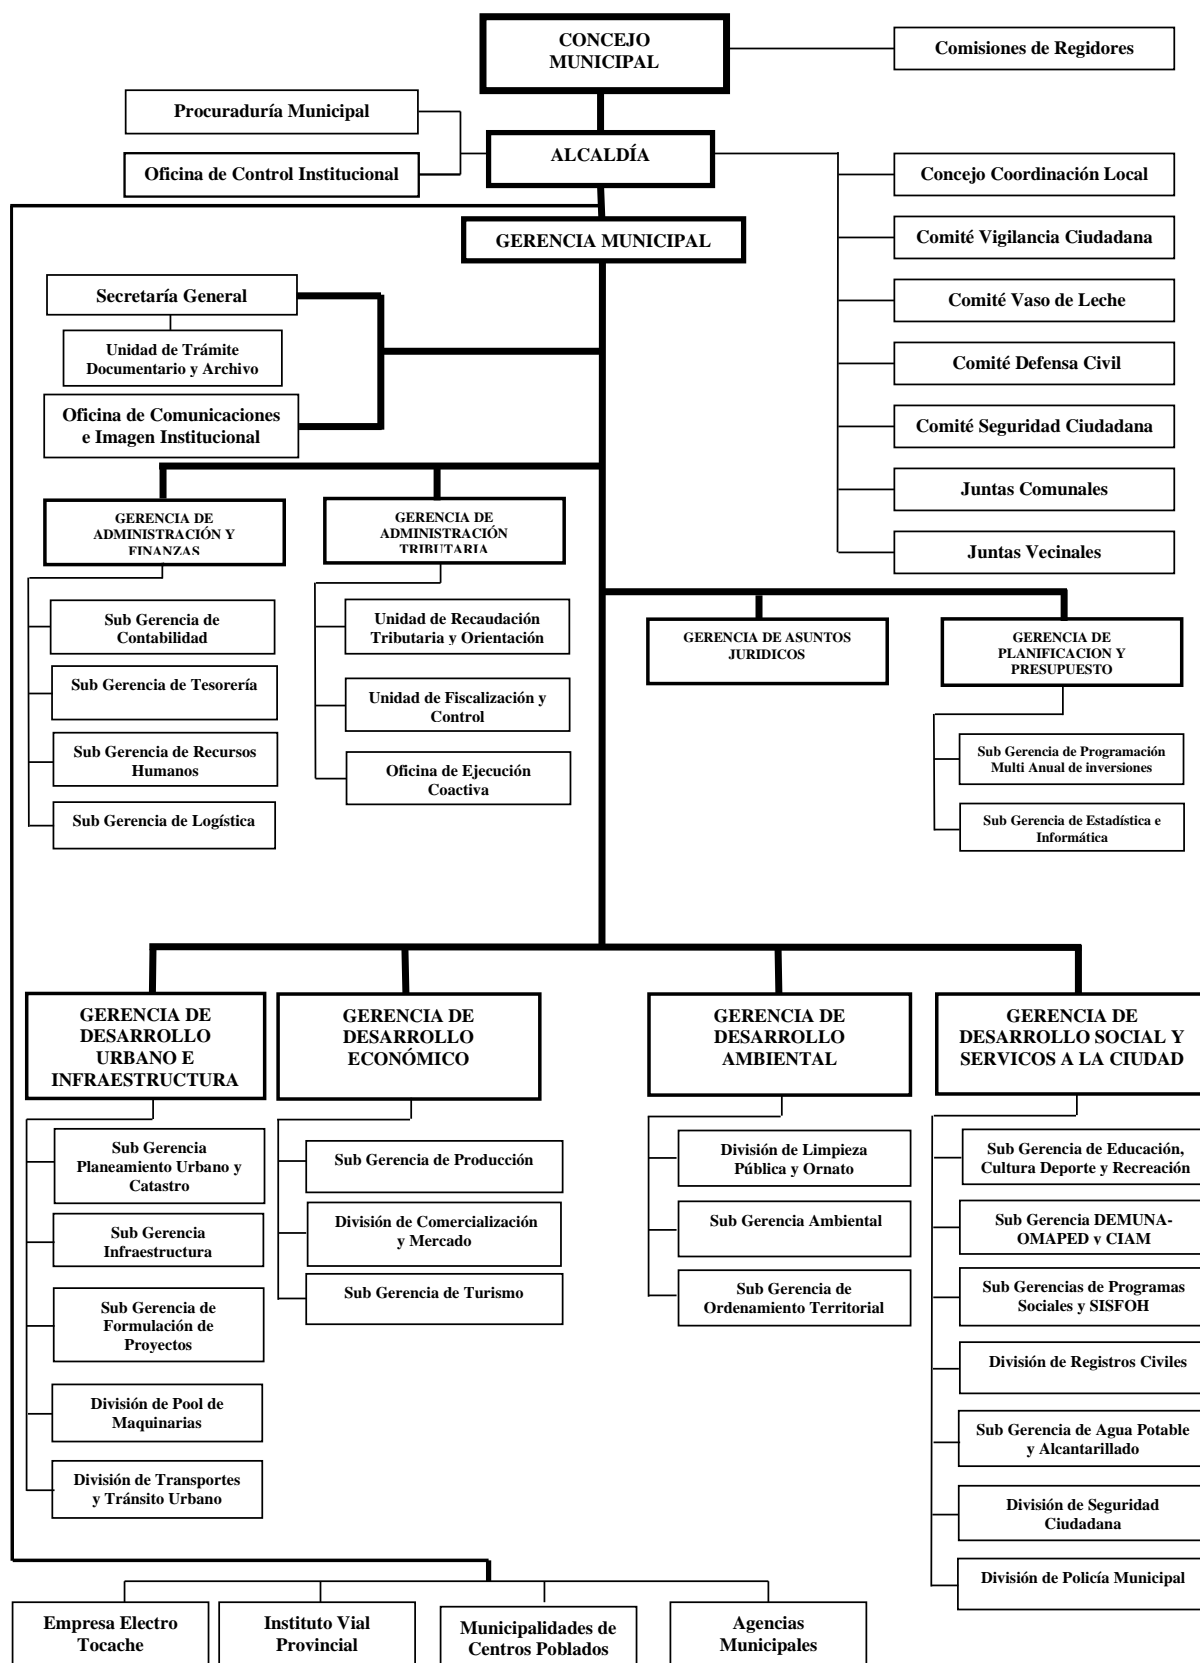 CONCEJO
MUNICIPAL
Comisiones de Regidores
Procuraduría Municipal
ALCALDÍA
Oficina de Control Institucional
Concejo Coordinación Local
GERENCIA MUNICIPAL
Comité Vigilancia Ciudadana
Secretaría General
Comité Vaso de Leche
Unidad de Trámite
Documentario y Archivo
Comité Defensa Civil
Oficina de Comunicaciones
e Imagen Institucional
Comité Seguridad Ciudadana
Juntas Comunales
Juntas Vecinales
GERENCIA DE
ADMINISTRACIÓN Y
FINANZAS
GERENCIA DE
ADMINISTRACIÓN
TRIBUTARIA
Sub Gerencia de
Contabilidad
Sub Gerencia de Tesorería
Sub Gerencia de Recursos
Humanos
Sub Gerencia de Logística
Unidad de Recaudación
Tributaria y Orientación
Unidad de Fiscalización y
Control
Oficina de Ejecución
Coactiva
GERENCIA DE ASUNTOS
JURIDICOS
GERENCIA DE
PLANIFICACION Y
PRESUPUESTO
Sub Gerencia de Programación
Multi Anual de inversiones
Sub Gerencia de Estadística e
Informática
GERENCIA DE
DESARROLLO
URBANO E
INFRAESTRUCTURA
Sub Gerencia
Planeamiento Urbano y
Catastro
Sub Gerencia
Infraestructura
Sub Gerencia de
Formulación de
Proyectos
División de Pool de
Maquinarias
División de Transportes
y Tránsito Urbano
GERENCIA DE
DESARROLLO
ECONÓMICO
Sub Gerencia de Producción
División de Comercialización
y Mercado
Sub Gerencia de Turismo
GERENCIA DE
DESARROLLO
AMBIENTAL
División de Limpieza
Pública y Ornato
Sub Gerencia Ambiental
Sub Gerencia de
Ordenamiento Territorial
GERENCIA DE
DESARROLLO SOCIAL Y
SERVICOS A LA CIUDAD
Sub Gerencia de Educación,
Cultura Deporte y Recreación
Sub Gerencia DEMUNA-
OMAPED y CIAM
Sub Gerencias de Programas
Sociales y SISFOH
División de Registros Civiles
Sub Gerencia de Agua Potable
y Alcantarillado
División de Seguridad
Ciudadana
División de Policía Municipal
Empresa Electro
Tocache
Instituto Vial
Provincial
Municipalidades de
Centros Poblados
Agencias
Municipales